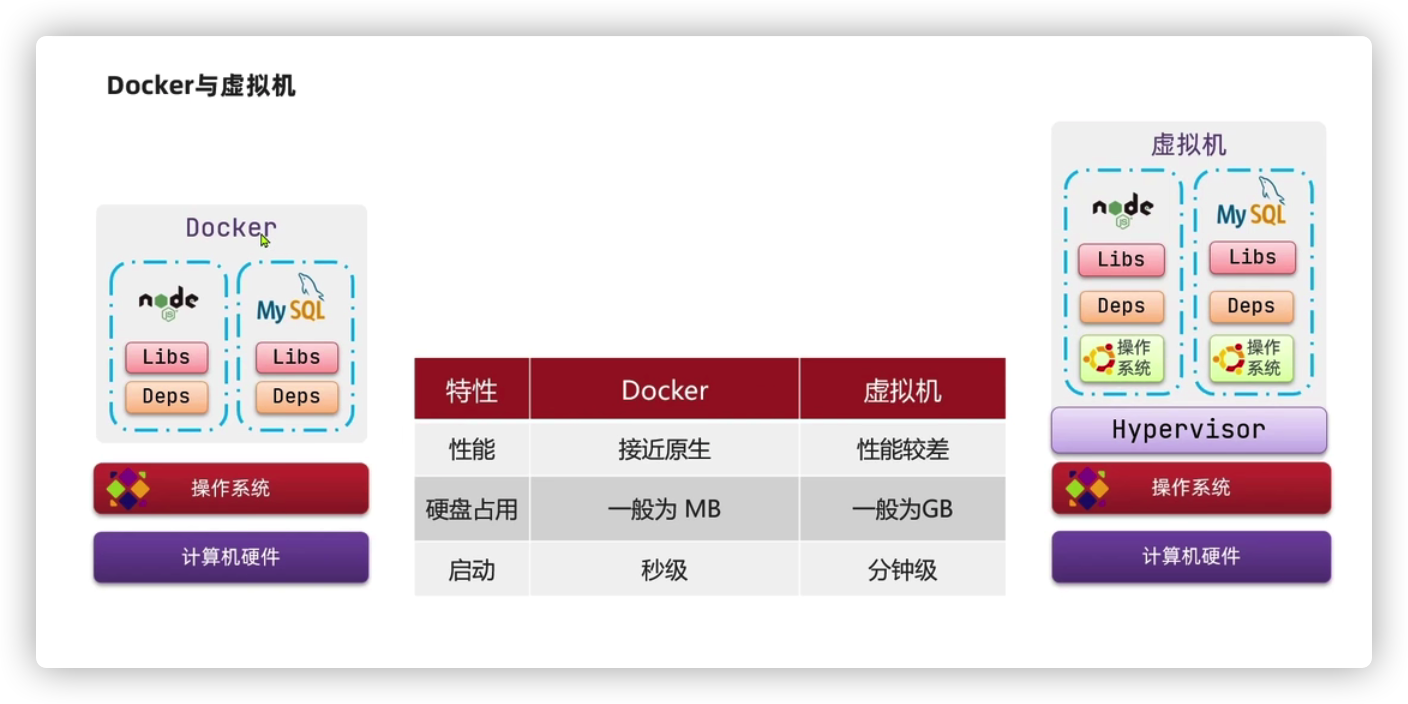 Docker与虚拟机
Docker
node
JS
MySQL
Libs
Libs
Deps
Deps
操作系统
计算机硬件
特性 Docker 虚拟机
性能 接近原生 性能较差
硬盘占用 一般为 MB 一般为GB
启动 秒级 分钟级
虚拟机
node
JS
MySQL
Libs
Libs
Deps
Deps
操作
系统
操作
系统
Hypervisor
操作系统
计算机硬件